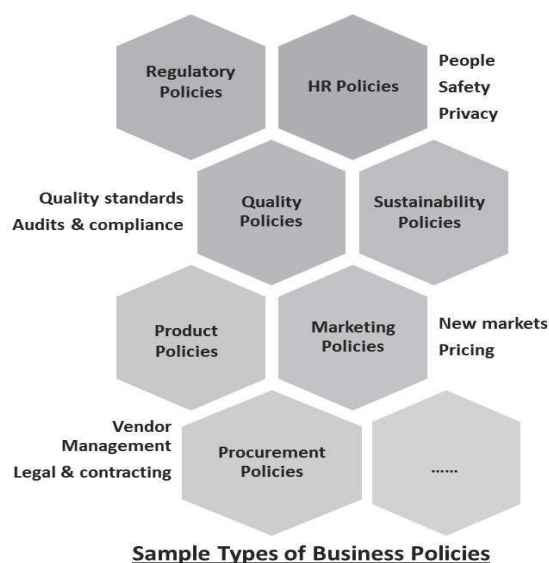 Regulatory
Policies
HR Policies
People
Safety
Privacy
Quality standards
Audits & compliance
Quality
Policies
Sustainability
Policies
Product
Policies
Marketing
Policies
New markets
Pricing
Vendor
Management
Legal & contracting
Procurement
Policies
......
Sample Types of Business Policies